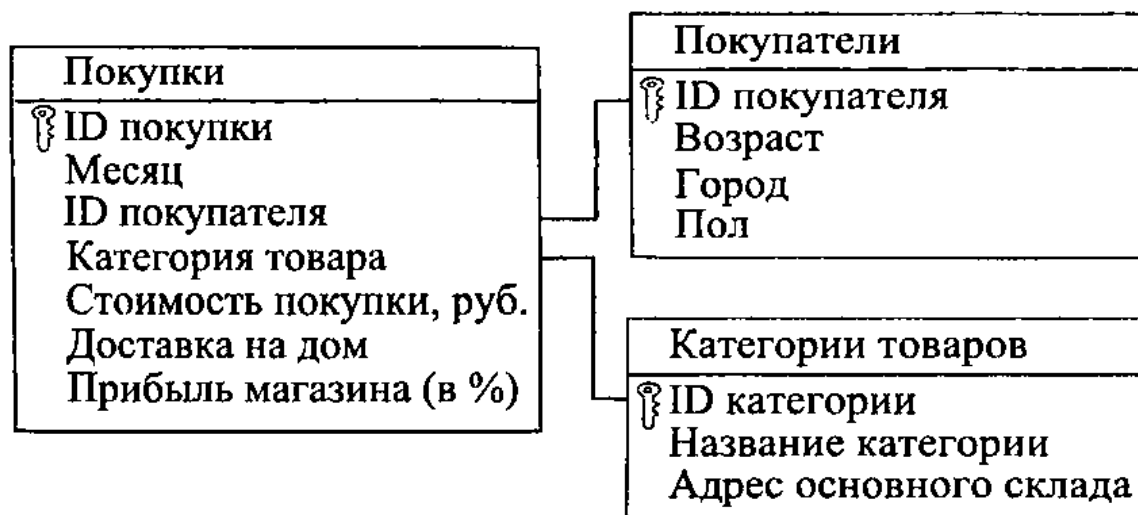 Покупки
ID покупки
Месяц
ID покупателя
Категория товара
Стоимость покупки, руб.
Доставка на дом
Прибыль магазина (в %)
Покупатели
ID покупателя
Возраст
Город
Пол
Категории товаров
ID категории
Название категории
Адрес основного склада